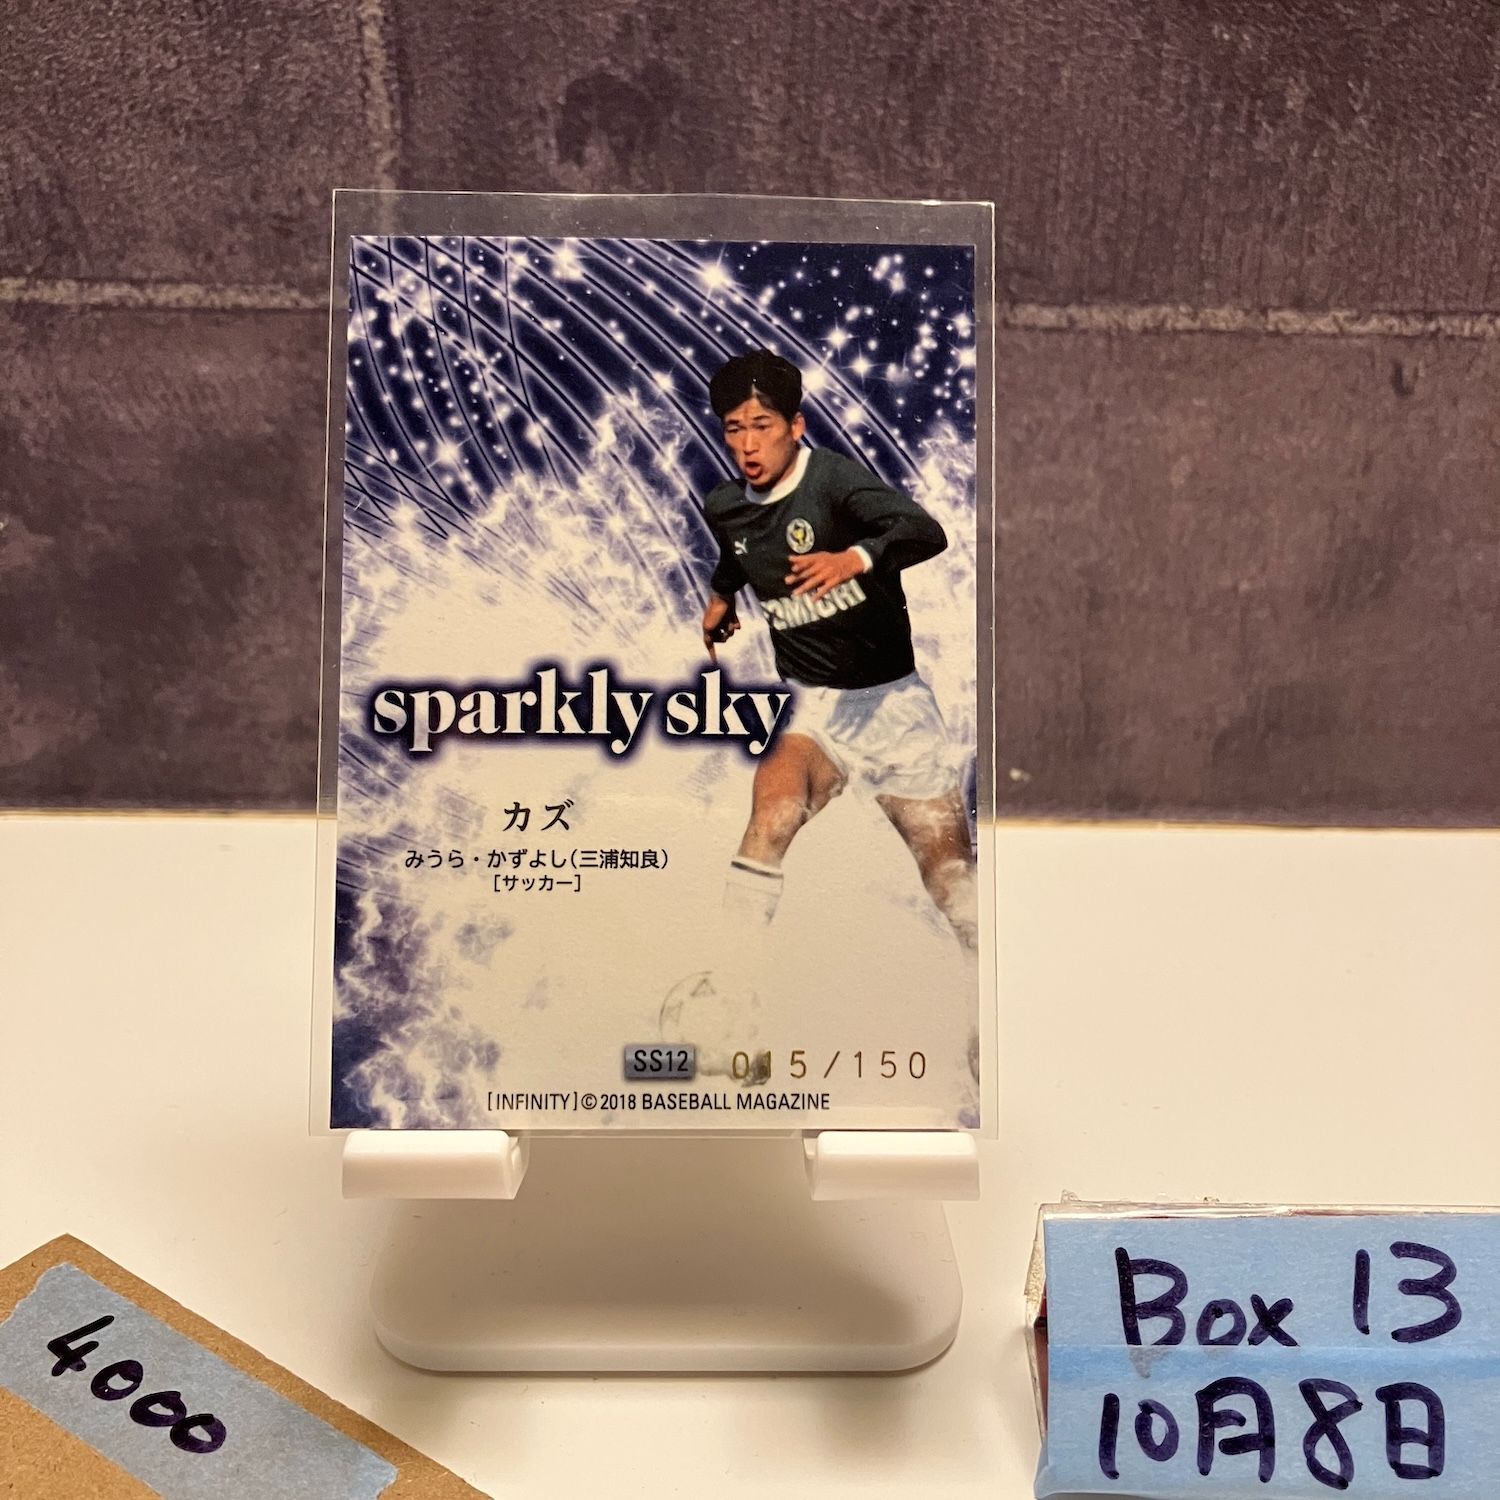 sparkly sky
カズ
みうら・かずよし(三浦知良)
[サッカー]
SS12 015/150
[INFINITY]©2018 BASEBALL MAGAZINE
4000
Box 13
10月8日